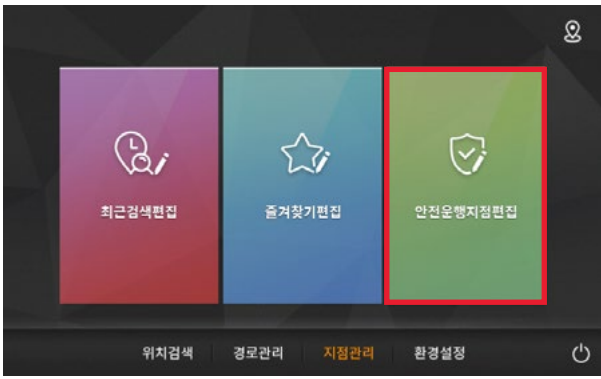 최근검색편집
즐겨찾기편집
안전운행지점편집
위치검색 경로관리 지점관리 환경설정